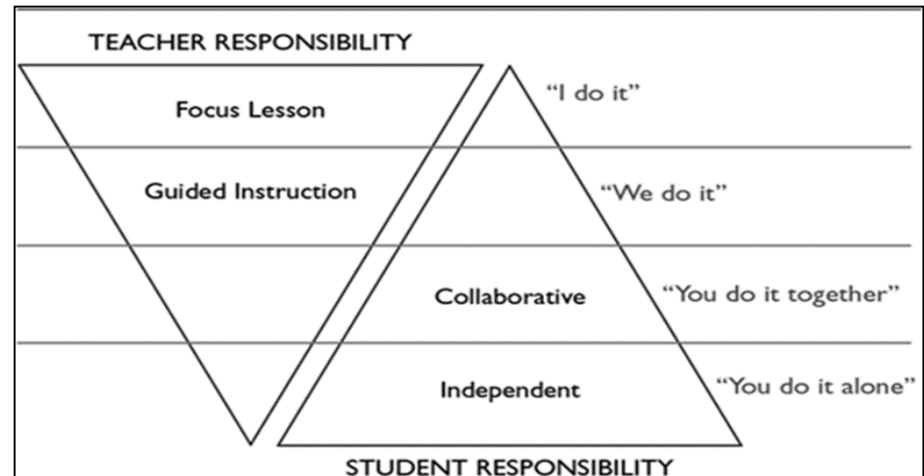 TEACHER RESPONSIBILITY
Focus Lesson
“I do it”
Guided Instruction
“We do it”
Collaborative
“You do it together”
Independent
“You do it alone”
STUDENT RESPONSIBILITY